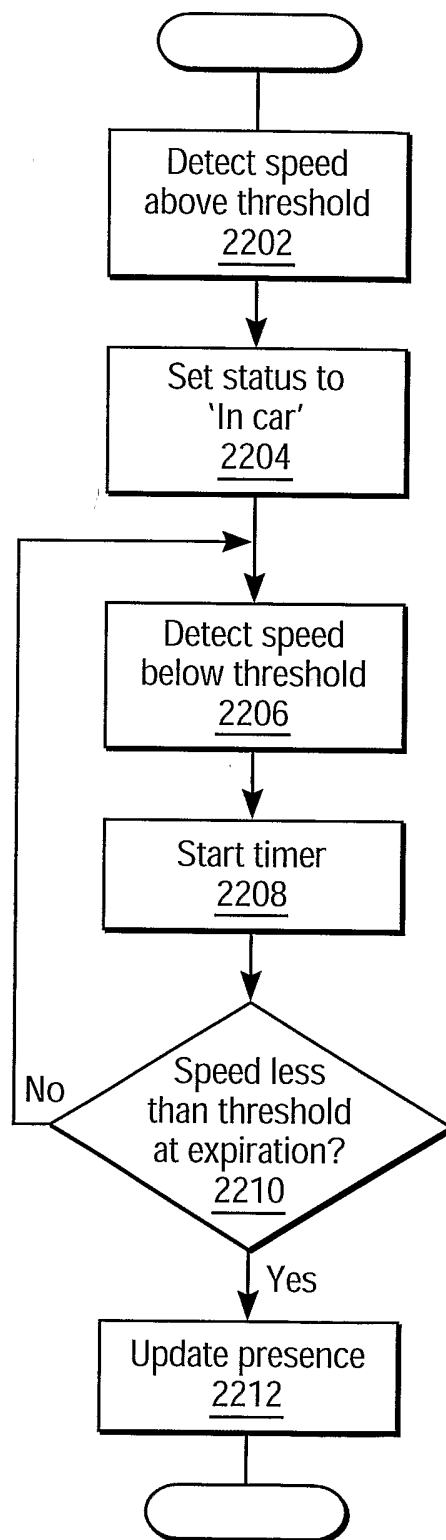 Detect speed
above threshold
2202
Set status to
‘In car’
2204
Detect speed
below threshold
2206
Start timer
2208
Speed less
than threshold
at expiration?
2210
No
Yes
Update presence
2212